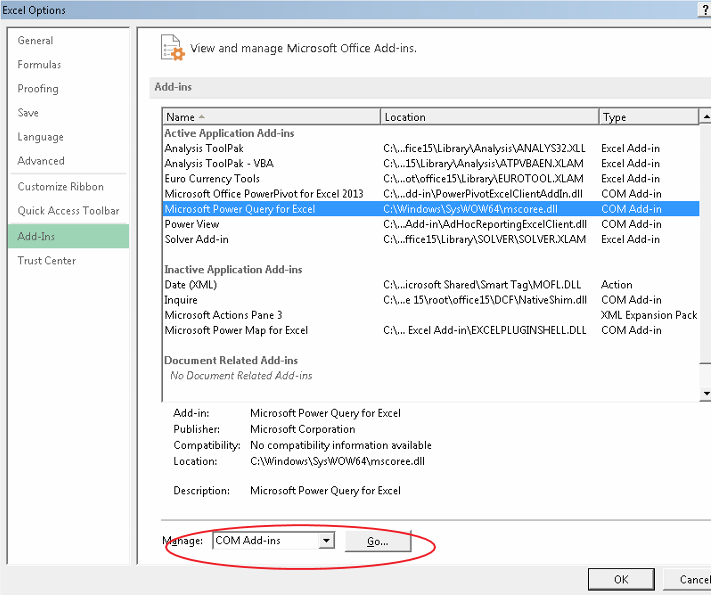 Excel Options
?
General
Formulas
Proofing
Save
Language
Advanced
Customize Ribbon
Quick Access Toolbar
Add-Ins
Trust Center
View and manage Microsoft Office Add-ins.
Add-ins
Name Location Type
Active Application Add-ins
Analysis ToolPak C:\...fice15\Library\Analysis\ANALYS32.XLL Excel Add-in
Analysis ToolPak - VBA C:\...15\Library\Analysis\ATPVBAEN.XLAM Excel Add-in
Euro Currency Tools C:\...ot\office15\Library\EUROTOOL.XLAM Excel Add-in
Microsoft Office PowerPivot for Excel 2013 C:\...dd-in\PowerPivotExcelClientAddIn.dll COM Add-in
Microsoft Power Query for Excel C:\Windows\SysWOW64\mscoree.dll COM Add-in
Power View C:\...Add-in\AdHocReportingExcelClient.dll COM Add-in
Solver Add-in C:\...ffice15\Library\SOLVER\SOLVER.XLAM Excel Add-in
Inactive Application Add-ins
Date (XML) C:\...icrosoft Shared\Smart Tag\MOFL.DLL Action
Inquire C:\...e 15\root\office15\DCF\NativeShim.dll COM Add-in
Microsoft Actions Pane 3 XML Expansion Pack
Microsoft Power Map for Excel C:\... Excel Add-in\EXCELPLUGINSHELL.DLL COM Add-in
Document Related Add-ins
No Document Related Add-ins
Add-in: Microsoft Power Query for Excel
Publisher: Microsoft Corporation
Compatibility: No compatibility information available
Location: C:\Windows\SysWOW64\mscoree.dll
Description: Microsoft Power Query for Excel
Manage: COM Add-ins Go...
OK Cancel